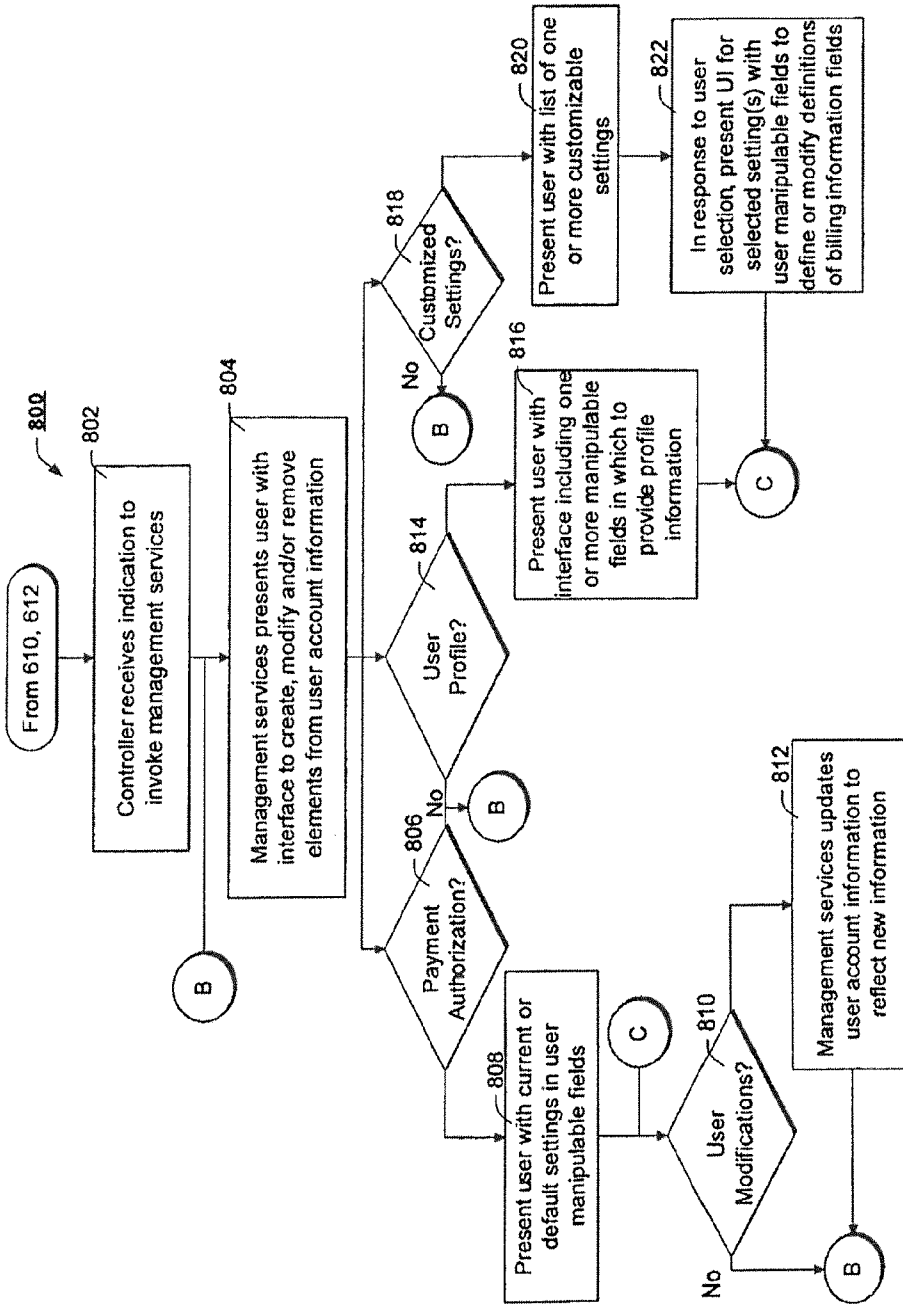 From 610, 612
800
802
Controller receives indication to
invoke management services
B
804
Management services presents user with
interface to create, modify and/or remove
elements from user account information
806
Payment
Authorization?
No
B
814
User
Profile?
818
Customized
Settings?
No
B
808
Present user with current or
default settings in user
manipulable fields
C
810
User
Modifications?
No
B
812
Management services updates
user account information to
reflect new information
816
Present user with
interface including one
or more manipulable
fields in which to
provide profile
information
C
820
Present user with list of one
or more customizable
settings
822
In response to user
selection, present UI for
selected setting(s) with
user manipulable fields to
define or modify definitions
of billing information fields